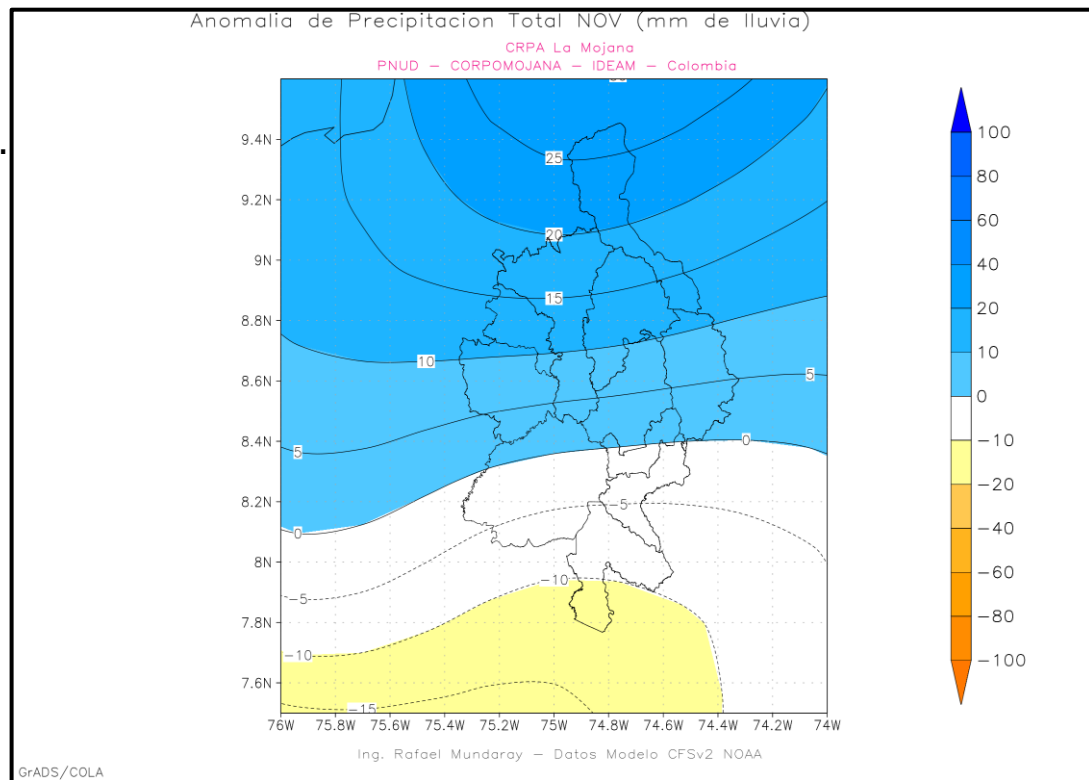 Anomalia de Precipitacion Total NOV (mm de lluvia)
CRPA La Mojana
PNUD – CORPOMOJANA – IDEAM – Colombia
9.4N
9.2N
9N
8.8N
8.6N
8.4N
8.2N
8N
7.8N
7.6N
25
20
15
10
5
5
0
0
−5
−5
−10
−10
−15
76W 75.8W 75.6W 75.4W 75.2W 75W 74.8W 74.6W 74.4W 74.2W 74W
100
80
60
40
20
10
0
−10
−20
−40
−60
−80
−100
Ing. Rafael Mundaray – Datos Modelo CFSv2 NOAA
GrADS/COLA